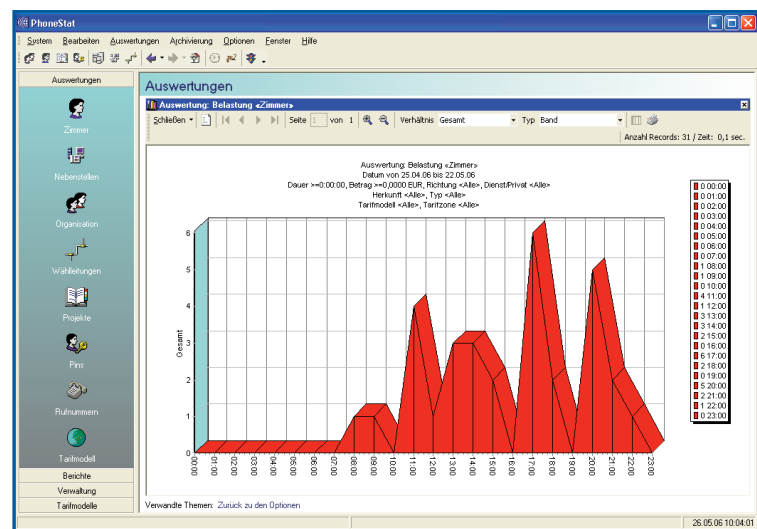 PhoneStat
System Bearbeiten Auswertungen Archivierung Optionen Fenster Hilfe
Auswertungen
Zimmer
Nebenstellen
Organisation
Wählleitungen
Projekte
Pins
Rufnummern
Tarifmodell
Berichte
Verwaltung
Tarifmodelle
Auswertungen
Auswertung: Belastung «Zimmer»
Schließen Seite 1 von 1 Verhältnis Gesamt Typ Band
Anzahl Records: 31 / Zeit: 0,1 sec.
Auswertung: Belastung «Zimmer»
Datum von 25.04.06 bis 22.05.06
Dauer >=0:00:00, Betrag >=0,0000 EUR, Richtung <Alle>, Dienst/Privat <Alle>
Herkunft <Alle>, Typ <Alle>
Tarifmodell <Alle>, Tarifzone <Alle>
Gesamt
6
5
4
3
2
1
0
00:00
01:00
02:00
03:00
04:00
05:00
06:00
07:00
08:00
09:00
10:00
11:00
12:00
13:00
14:00
15:00
16:00
17:00
18:00
19:00
20:00
21:00
22:00
23:00
0 00:00
0 01:00
0 02:00
0 03:00
0 04:00
0 05:00
0 06:00
0 07:00
1 08:00
1 09:00
0 10:00
4 11:00
1 12:00
3 13:00
3 14:00
2 15:00
0 16:00
6 17:00
2 18:00
0 19:00
5 20:00
2 21:00
1 22:00
0 23:00
Verwandte Themen: Zurück zu den Optionen
26.05.06 10:04:01